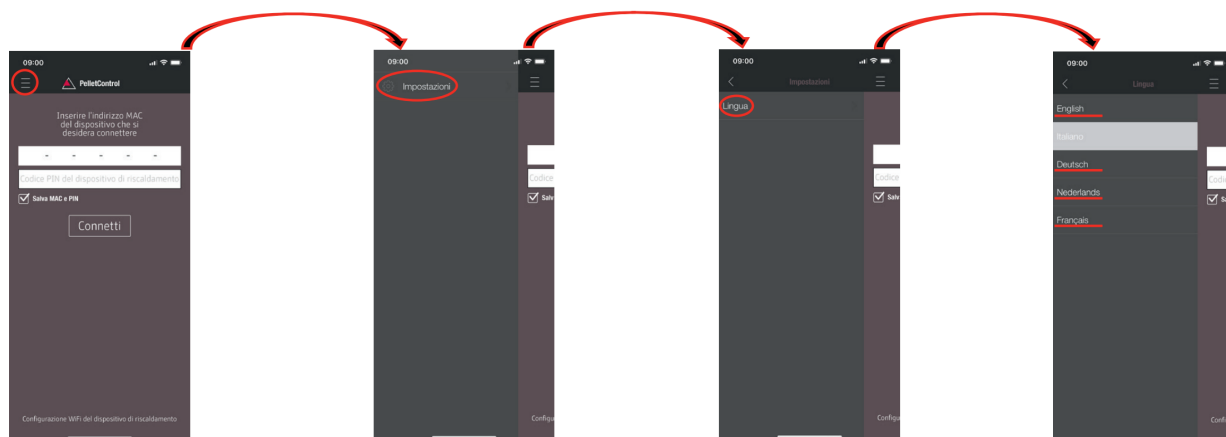 09:00
PelletControl
Inserire l'indirizzo MAC
del dispositivo che si
desidera connettere
- - - - -
Codice PIN del dispositivo di riscaldamento
Salva MAC e PIN
Connetti
Configurazione WiFi del dispositivo di riscaldamento
09:00
Impostazioni
Codice
Salv
Configu
09:00
Impostazioni
Lingua
Codice
Salv
Configu
09:00
Lingua
English
Italiano
Deutsch
Nederlands
Français
Codi
Sa
Confi